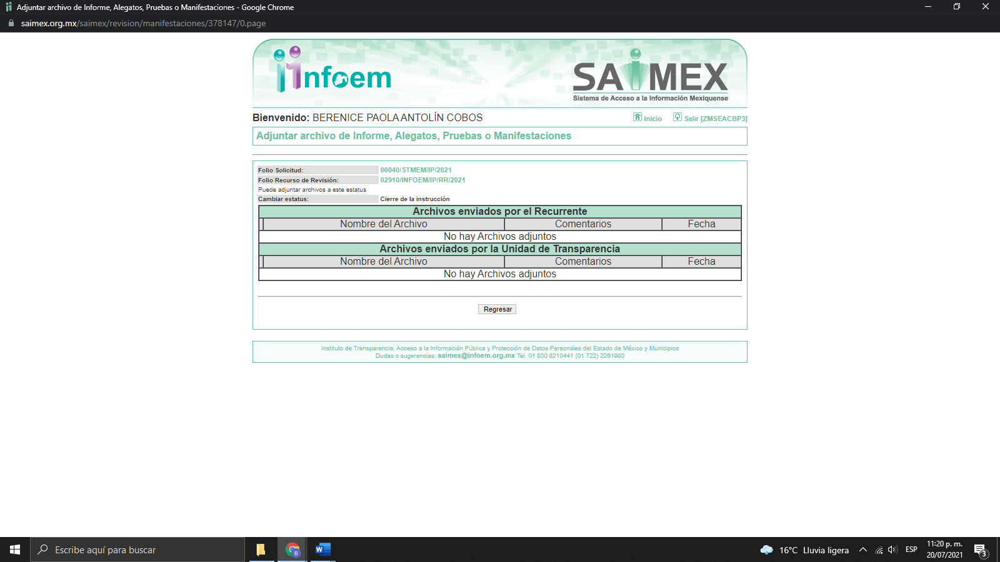 Adjuntar archivo de Informe, Alegatos, Pruebas o Manifestaciones - Google Chrome
saimex.org.mx/saimex/revision/manifestaciones/378147/0.page
infoem
SAIMEX
Sistema de Acceso a la Información Mexiquense
Bienvenido: BERENICE PAOLA ANTOLÍN COBOS
Inicio Salir [ZMSEACBP3]
Adjuntar archivo de Informe, Alegatos, Pruebas o Manifestaciones
Folio Solicitud: 00040/STMEM/IP/2021
Folio Recurso de Revisión: 02910/INFOEM/IP/RR/2021
Puede adjuntar archivos a este estatus
Cambiar estatus: Cierre de la instrucción
Archivos enviados por el Recurrente
Nombre del Archivo Comentarios Fecha
No hay Archivos adjuntos
Archivos enviados por la Unidad de Transparencia
Nombre del Archivo Comentarios Fecha
No hay Archivos adjuntos
Regresar
Instituto de Transparencia, Acceso a la Información Pública y Protección de Datos Personales del Estado de México y Municipios
Dudas o sugerencias: saimex@infoem.org.mx Tel. 01 800 8210441 (01 722) 2261980
Escribe aquí para buscar
B
W
16°C Lluvia ligera
ESP
11:20 p. m.
20/07/2021
3